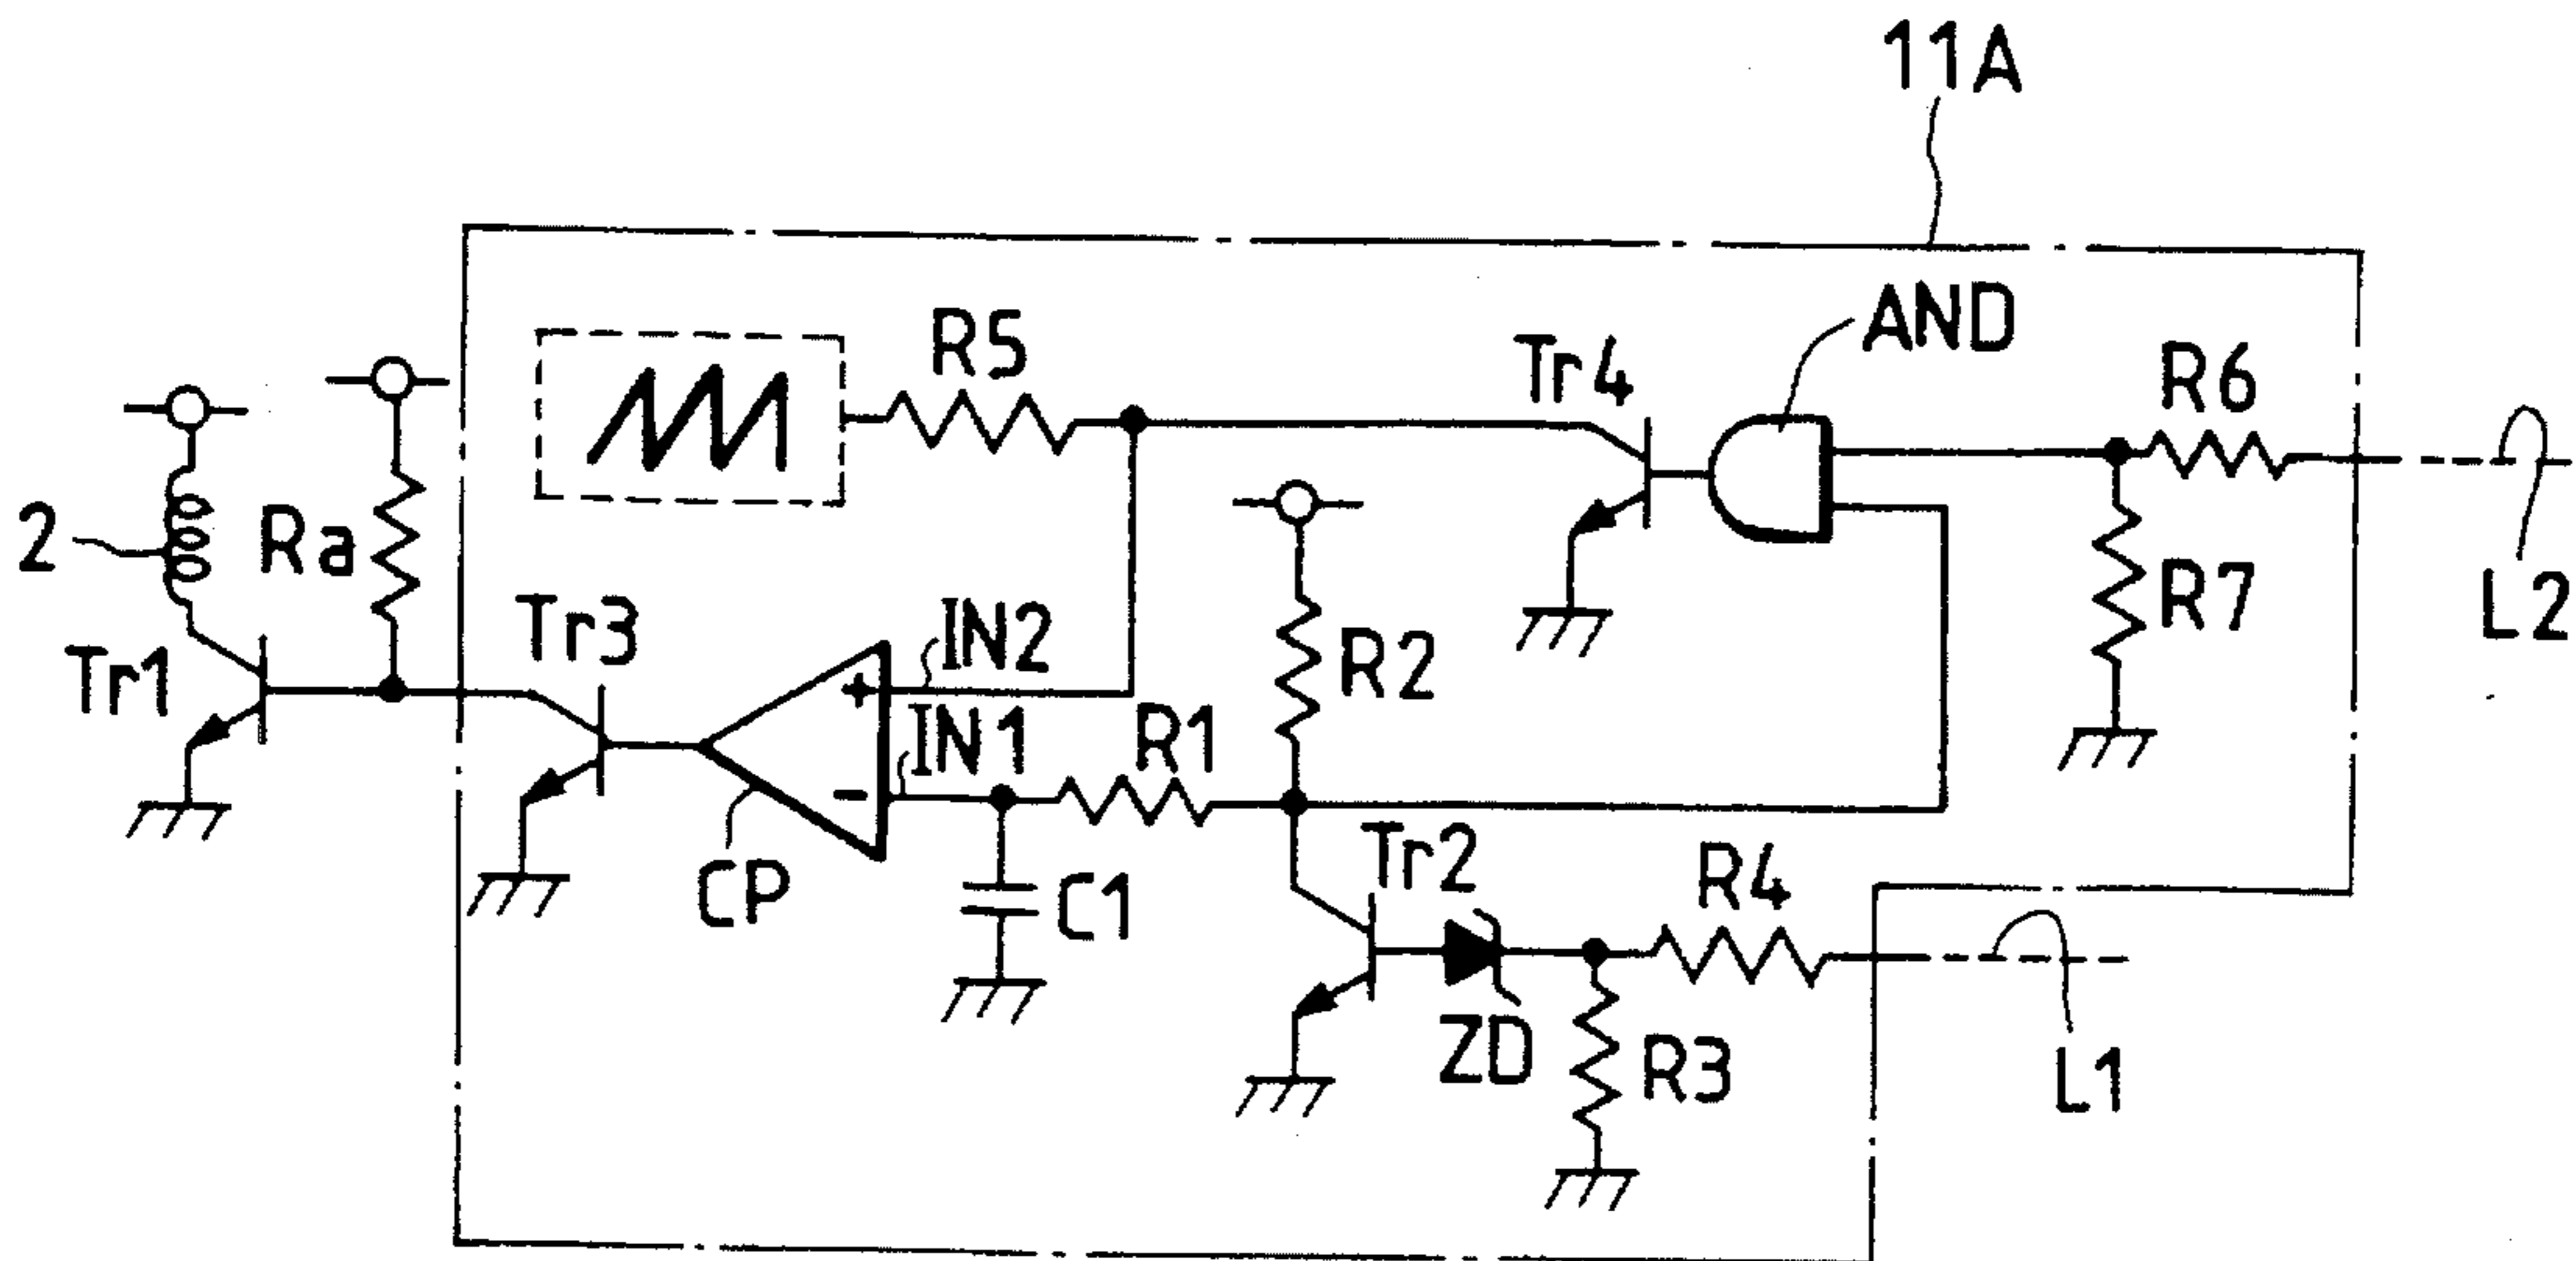 11A
AND
R5
Tr4
R6
2
Ra
Tr3
IN2
R2
R7
L2
Tr1
+
IN1
R1
-
CP
C1
Tr2
R4
ZD
R3
L1